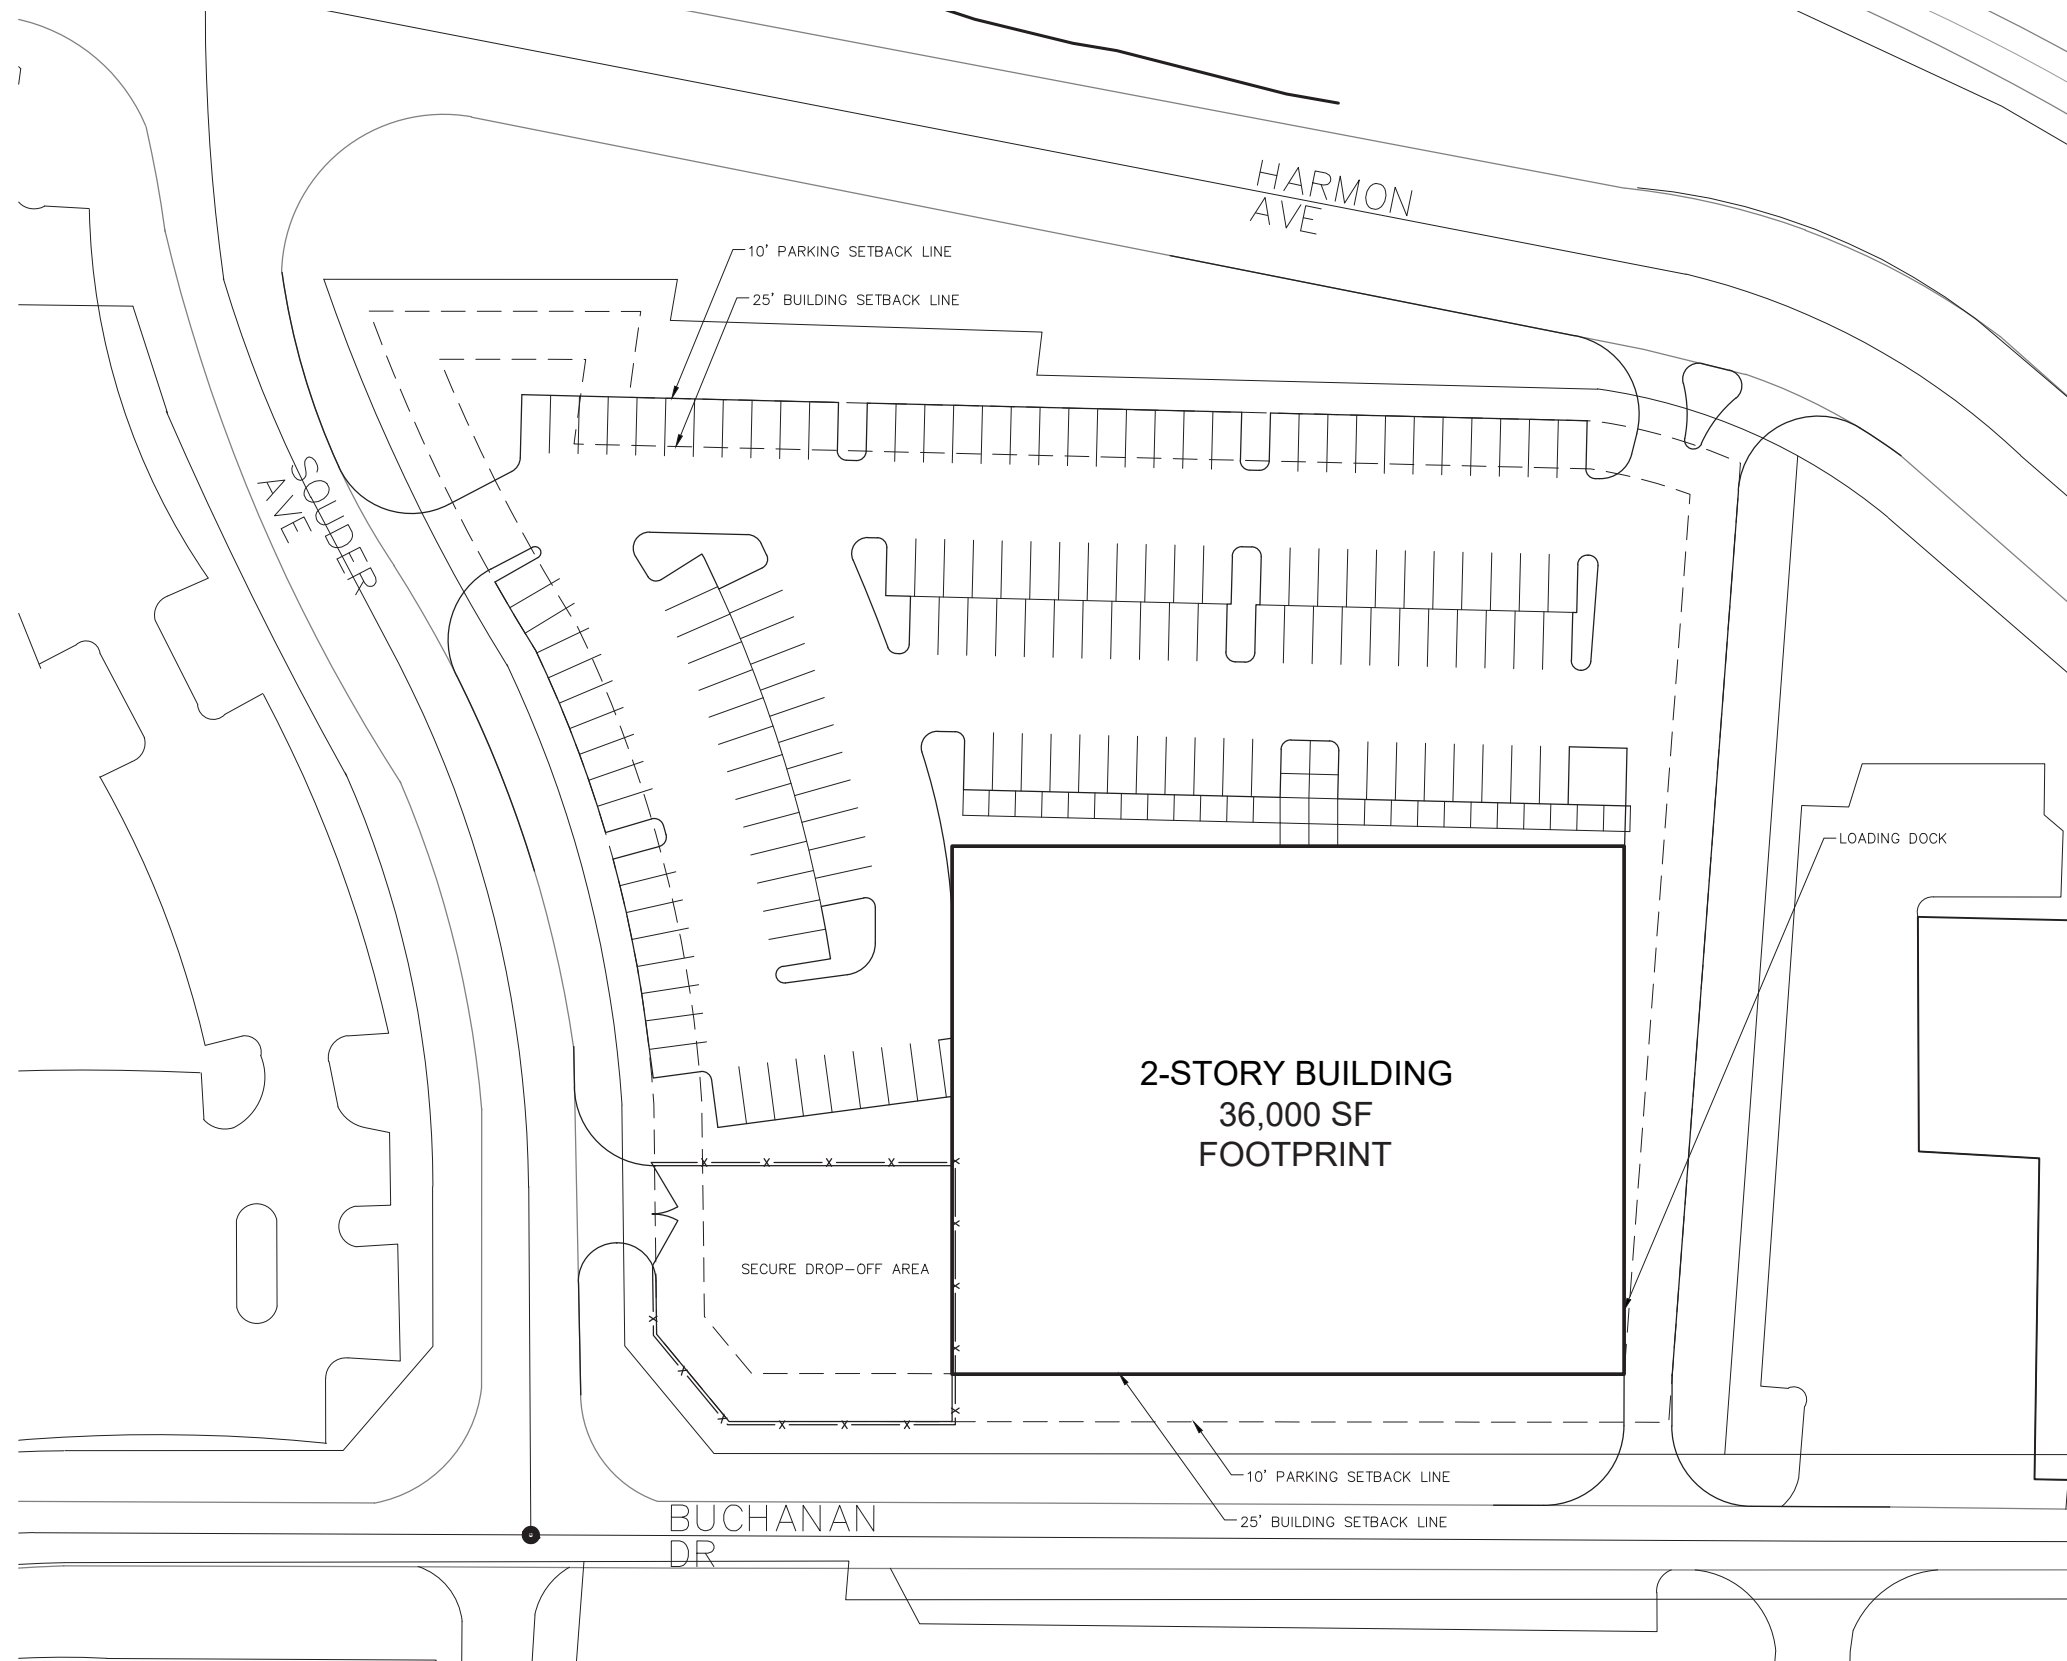 HARMON
AVE
10' PARKING SETBACK LINE
25' BUILDING SETBACK LINE
SOUDER
AVE
LOADING DOCK
2-STORY BUILDING
36,000 SF
FOOTPRINT
SECURE DROP-OFF AREA
10' PARKING SETBACK LINE
25' BUILDING SETBACK LINE
BUCHANAN
DR